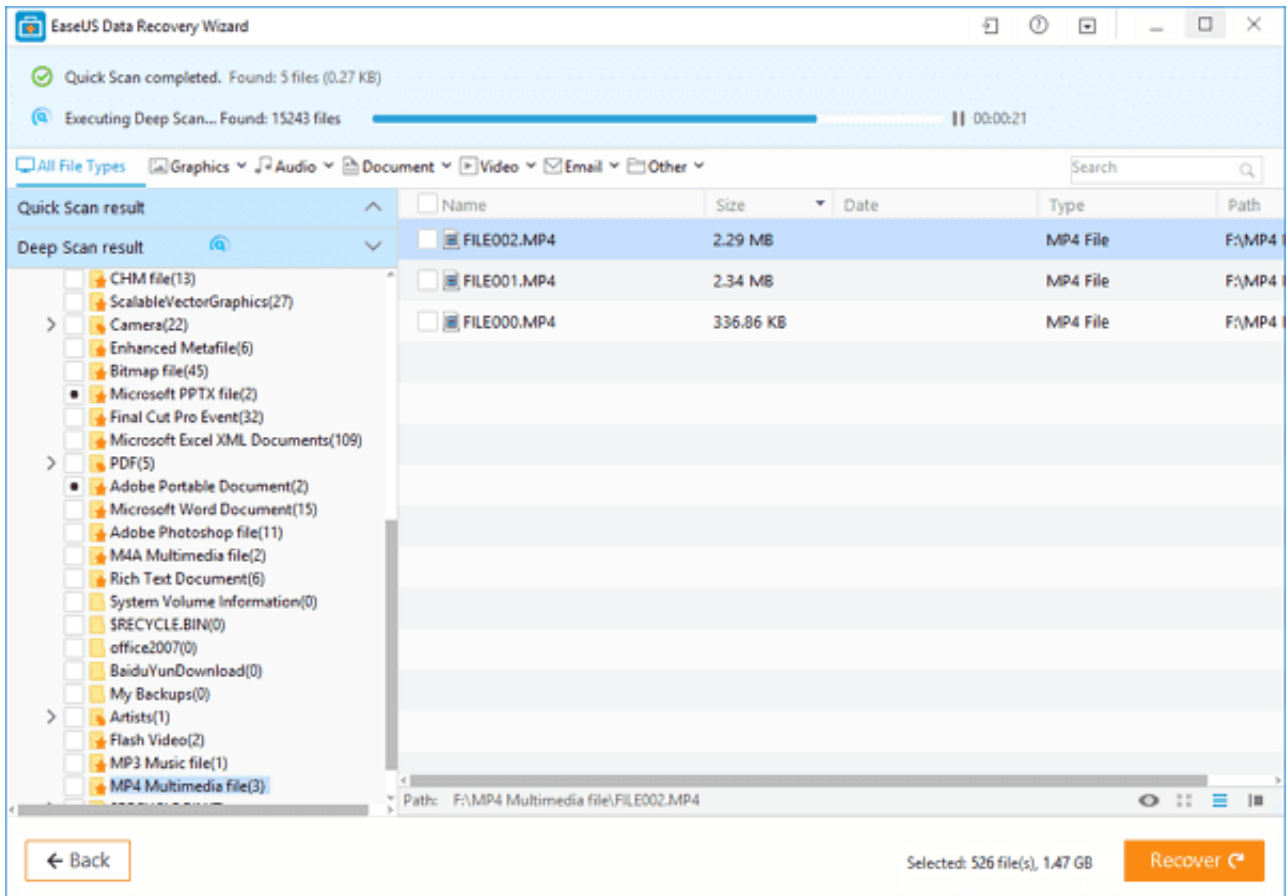 EaseUS Data Recovery Wizard
Quick Scan completed. Found: 5 files (0.27 KB)
Executing Deep Scan... Found: 15243 files 00:00:21
All File Types Graphics Audio Document Video Email Other Search
Quick Scan result
Deep Scan result
CHM file(13)
ScalableVectorGraphics(27)
Camera(22)
Enhanced Metafile(6)
Bitmap file(45)
Microsoft PPTX file(2)
Final Cut Pro Event(32)
Microsoft Excel XML Documents(109)
PDF(5)
Adobe Portable Document(2)
Microsoft Word Document(15)
Adobe Photoshop file(11)
M4A Multimedia file(2)
Rich Text Document(6)
System Volume Information(0)
$RECYCLE.BIN(0)
office2007(0)
BaiduYunDownload(0)
My Backups(0)
Artists(1)
Flash Video(2)
MP3 Music file(1)
MP4 Multimedia file(3)
Name Size Date Type Path
FILE002.MP4 2.29 MB MP4 File F:\MP4
FILE001.MP4 2.34 MB MP4 File F:\MP4
FILE000.MP4 336.86 KB MP4 File F:\MP4
Path: F:\MP4 Multimedia file\FILE002.MP4
Back
Selected: 526 file(s), 1.47 GB
Recover